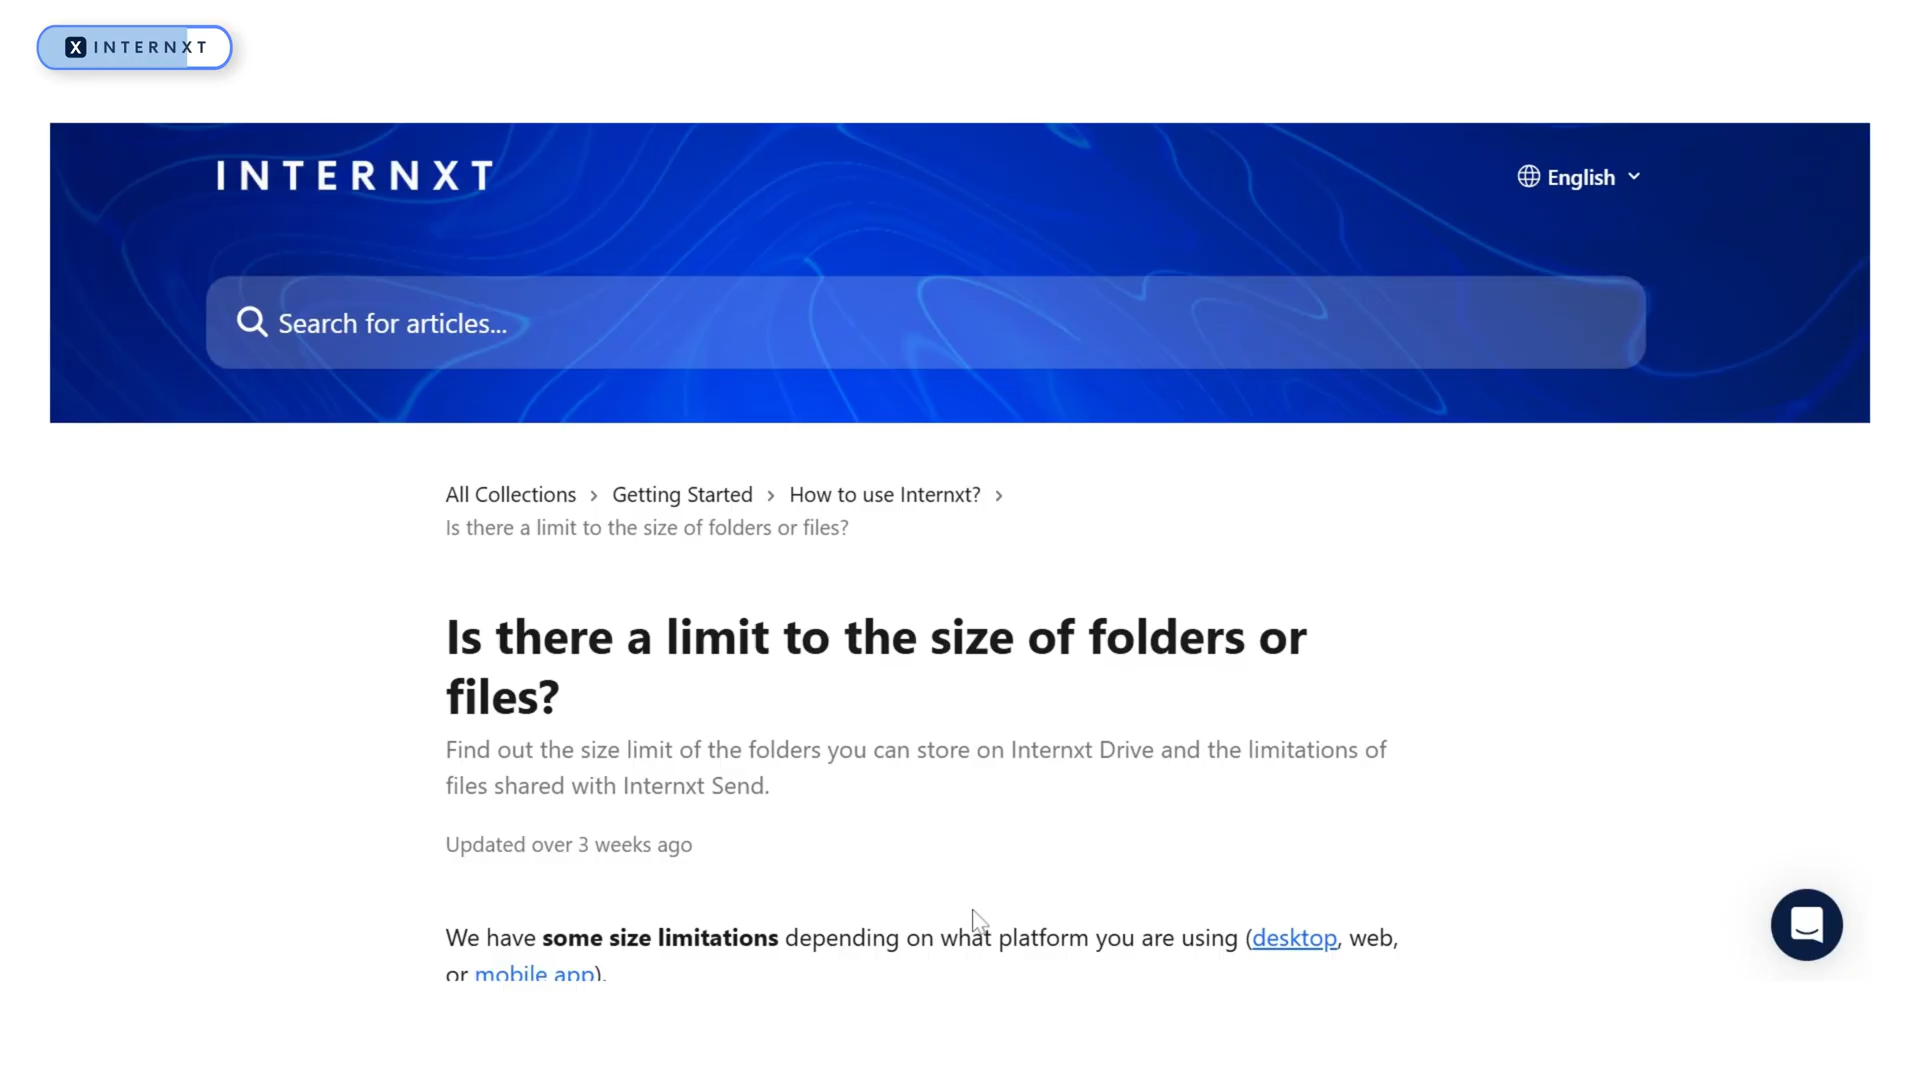 X INTERNXT
INTERNXT
English
Search for articles...
All Collections > Getting Started > How to use Internxt? >
Is there a limit to the size of folders or files?
Is there a limit to the size of folders or
files?
Find out the size limit of the folders you can store on Internxt Drive and the limitations of
files shared with Internxt Send.
Updated over 3 weeks ago
We have some size limitations depending on what platform you are using (desktop, web,
or mobile app).